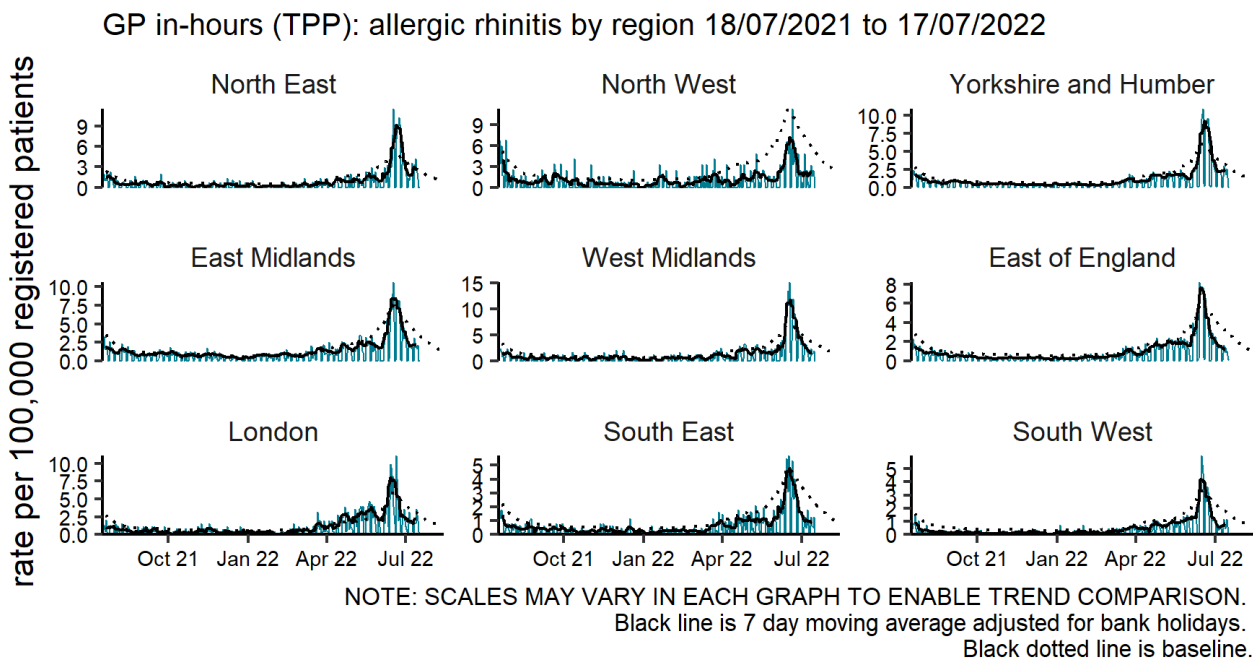 GP in-hours (TPP): allergic rhinitis by region 18/07/2021 to 17/07/2022
rate per 100,000 registered patients
North East
9
6
3
0
North West
9
6
3
0
Yorkshire and Humber
10.0
7.5
5.0
2.5
0.0
East Midlands
10.0
7.5
5.0
2.5
0.0
West Midlands
15
10
5
0
East of England
8
6
4
2
0
London
10.0
7.5
5.0
2.5
0.0
South East
5
4
3
2
1
0
South West
5
4
3
2
1
0
Oct 21 Jan 22 Apr 22 Jul 22
Oct 21 Jan 22 Apr 22 Jul 22
Oct 21 Jan 22 Apr 22 Jul 22
NOTE: SCALES MAY VARY IN EACH GRAPH TO ENABLE TREND COMPARISON.
Black line is 7 day moving average adjusted for bank holidays.
Black dotted line is baseline.